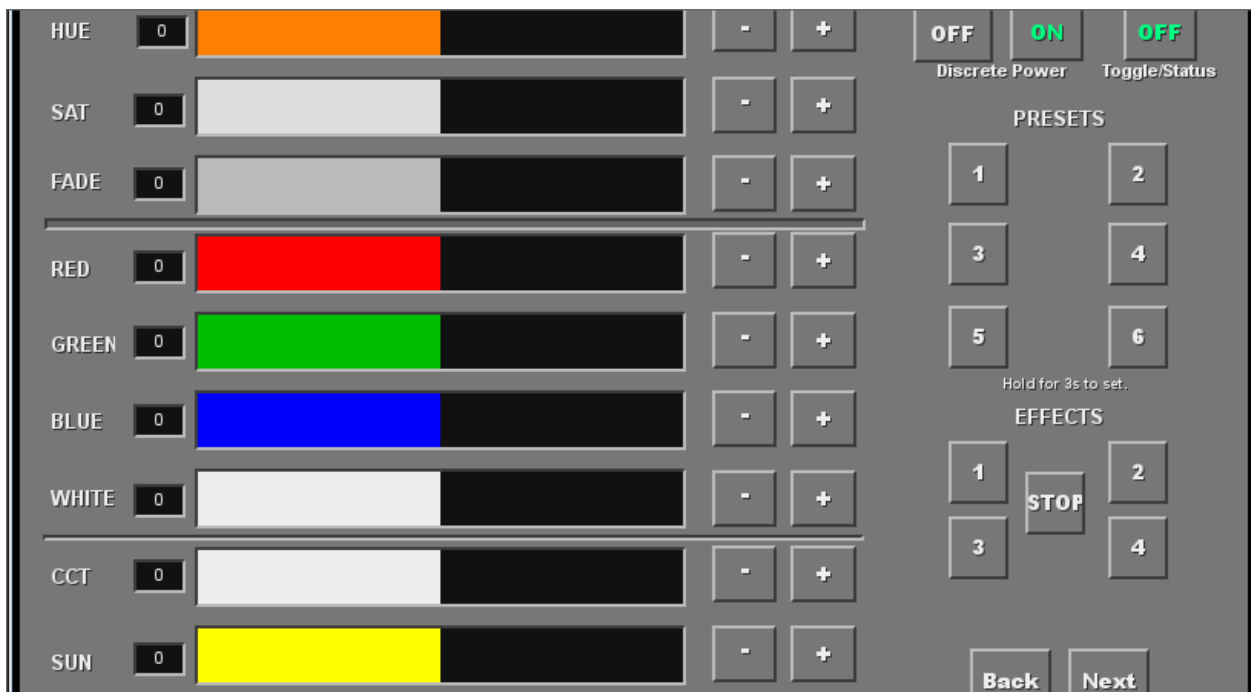 HUE 0 - + OFF ON OFF
Discrete Power Toggle/Status
SAT 0 - +
PRESETS
FADE 0 - + 1 2
RED 0 - + 3 4
GREEN 0 - + 5 6
Hold for 3s to set.
BLUE 0 - + EFFECTS
WHITE 0 - + 1 STOP 2
CCT 0 - + 3 4
SUN 0 - + Back Next